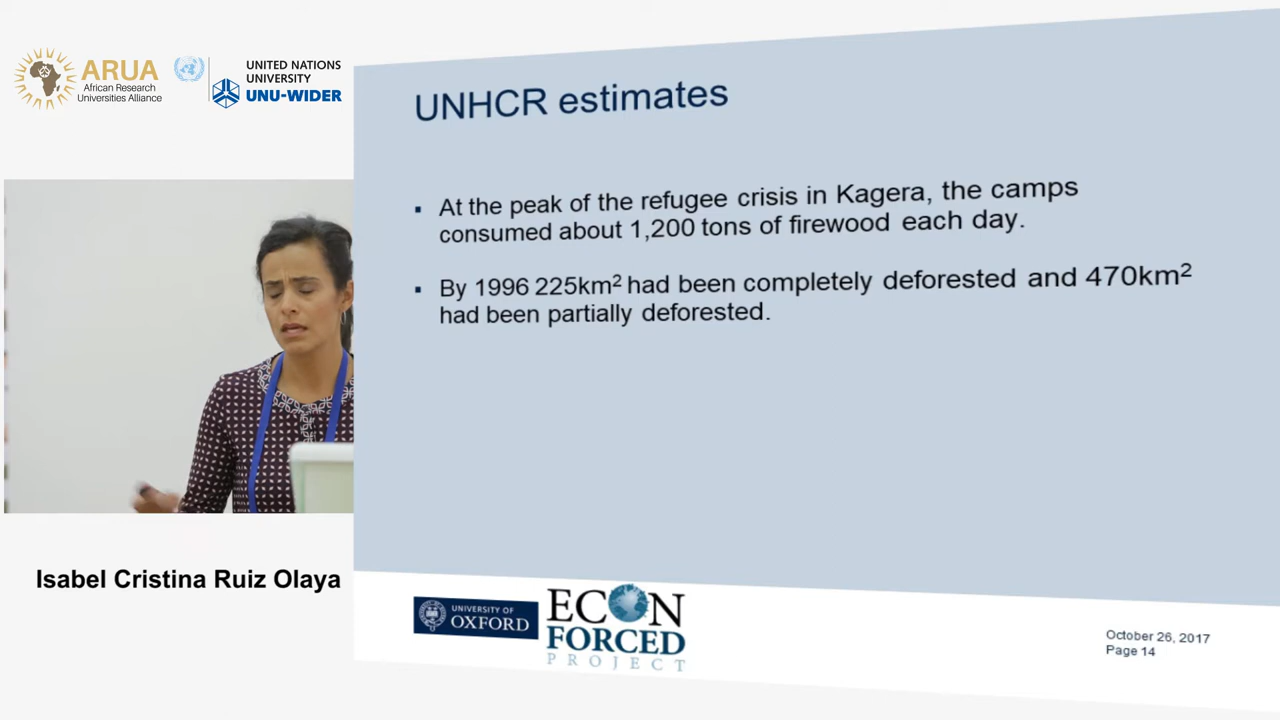 ARUA
African Research
Universities Alliance
UNITED NATIONS
UNIVERSITY
UNU-WIDER
UNHCR estimates
▪ At the peak of the refugee crisis in Kagera, the camps
consumed about 1,200 tons of firewood each day.
▪ By 1996 225km² had been completely deforested and 470km²
had been partially deforested.
Isabel Cristina Ruiz Olaya
UNIVERSITY OF
OXFORD
ECON
FORCED
PROJECT
October 26, 2017
Page 14